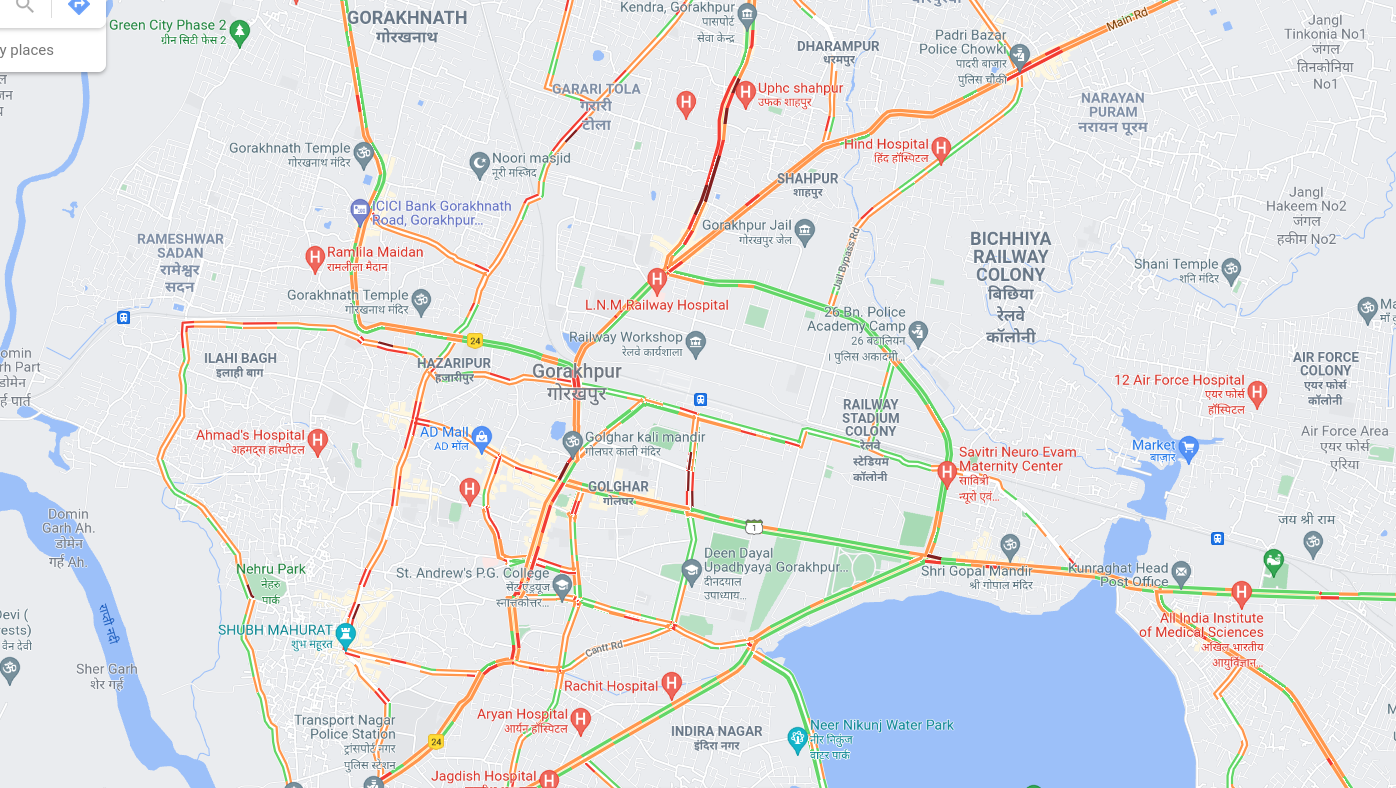 y places
Green City Phase 2
ग्रीन सिटी फेस 2
GORAKHNATH
गोरखनाथ
Kendra, Gorakhpur
पासपोर्ट
सेवा केन्द्र
DHARAMPUR
धरमपुर
Padri Bazar
Police Chowki
पादरी बाज़ार
पुलिस चौकी
Main Rd
Jangl
Tinkonia No1
जंगल
तिनकोनिया
No1
GARARI TOLA
गरारी
टोला
Uphc shahpur
उफक शाहपुर
NARAYAN
PURAM
नरायन पूरम
Gorakhnath Temple
गोरखनाथ मंदिर
Noori masjid
नूरी मस्जिद
Hind Hospital
हिंद हॉस्पिटल
SHAHPUR
शाहपुर
ICICI Bank Gorakhnath
Road, Gorakhpur...
Jangl
Hakeem No2
जंगल
हकीम No2
RAMESHWAR
SADAN
रामेश्वर
सदन
Ramlila Maidan
रामलीला मैदान
Gorakhpur Jail
गोरखपुर जेल
Jail Bypass Rd
BICHHIYA
RAILWAY
COLONY
बिछिया
रेलवे
कॉलोनी
Shani Temple
शनि मंदिर
Gorakhnath Temple
गोरखनाथ मंदिर
L.N.M Railway Hospital
26 Bn. Police
Academy Camp
26 बटालियन
। पुलिस अकादमी...
Railway Workshop
रेलवे कार्यशाला
24
ILAHI BAGH
इलाही बाग
HAZARIPUR
हजारीपुर
Gorakhpur
गोरखपुर
AIR FORCE
COLONY
एयर फोर्स
कॉलोनी
12 Air Force Hospital
एयर फोर्स
हॉस्पिटल
RAILWAY
STADIUM
COLONY
रेलवे
स्टेडियम
कॉलोनी
Ahmad's Hospital
अहमद्स हास्पीटल
AD Mall
AD मॉल
Golghar kali mandir
गोलघर काली मंदिर
Market
बाज़ार
Air Force Area
एयर फोर्स
एरिया
Savitri Neuro Evam
Maternity Center
सावित्री
न्यूरो एवं...
GOLGHAR
गोलघर
Domin
Garh Ah.
डोमेन
गर्ह Ah.
1
जय श्री राम
Nehru Park
नेहरु
पार्क
St. Andrew's P.G. College
सेंट एंड्रयूज
स्नातकोत्तर...
Deen Dayal
Upadhyaya Gorakhpur...
दीनदयाल
उपाध्याय...
Shri Gopal Mandir
श्री गोपाल मंदिर
Kunraghat Head
Post Office
राप्ती नदी
SHUBH MAHURAT
शुभ महूरत
Cantt Rd
All India Institute
of Medical Sciences
अखिल भारतीय
आयुर्विज्ञान...
Sher Garh
शेर गर्ह
Rachit Hospital
Transport Nagar
Police Station
ट्रांसपोर्ट नगर
पुलिस स्टेशन
24
Aryan Hospital
आर्यन हॉस्पिटल
INDIRA NAGAR
इंदिरा नगर
Neer Nikunj Water Park
नीर निकुंज
वाटर पार्क
Jagdish Hospital